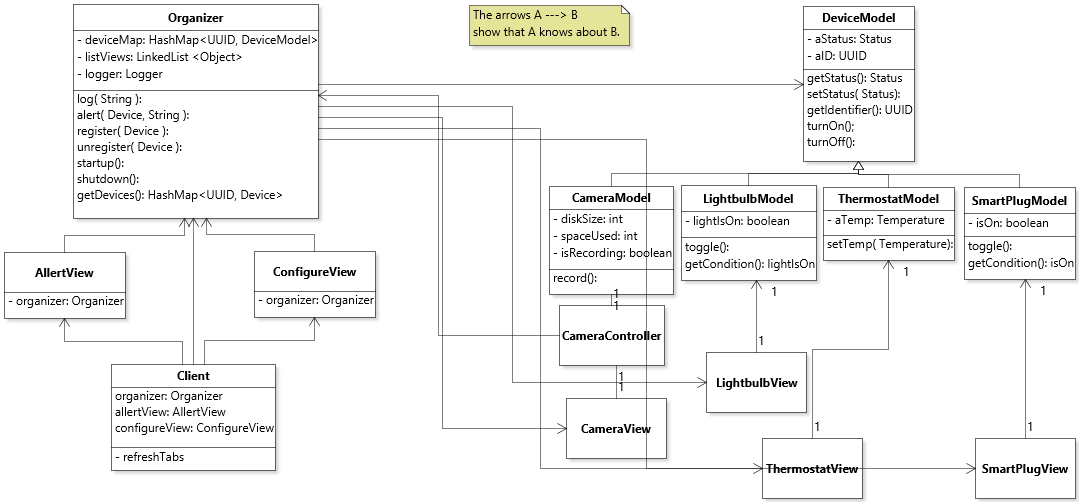 Organizer
- deviceMap: HashMap<UUID, DeviceModel>
- listViews: LinkedList <Object>
- logger: Logger
log( String ):
alert( Device, String ):
register( Device ):
unregister( Device ):
startup():
shutdown():
getDevices(): HashMap<UUID, Device>
The arrows A ---> B
show that A knows about B.
DeviceModel
- aStatus: Status
- aID: UUID
getStatus(): Status
setStatus( Status):
getIdentifier(): UUID
turnOn();
turnOff():
CameraModel
- diskSize: int
- spaceUsed: int
- isRecording: boolean
record():
LightbulbModel
- lightIsOn: boolean
toggle():
getCondition(): lightIsOn
ThermostatModel
- aTemp: Temperature
setTemp( Temperature):
SmartPlugModel
- isOn: boolean
toggle():
getCondition(): isOn
AllertView
- organizer: Organizer
ConfigureView
- organizer: Organizer
1
1
1
1
1
CameraController
1
1
LightbulbView
1
1
Client
organizer: Organizer
allertView: AllertView
configureView: ConfigureView
- refreshTabs
CameraView
1
1
ThermostatView
SmartPlugView